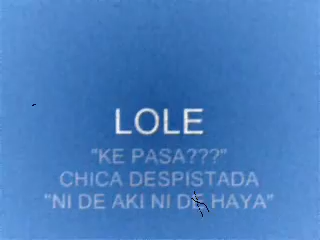 LOLE
"KE PASA???"
CHICA DESPISTADA
"NI DE AKI NI DE HAYA"